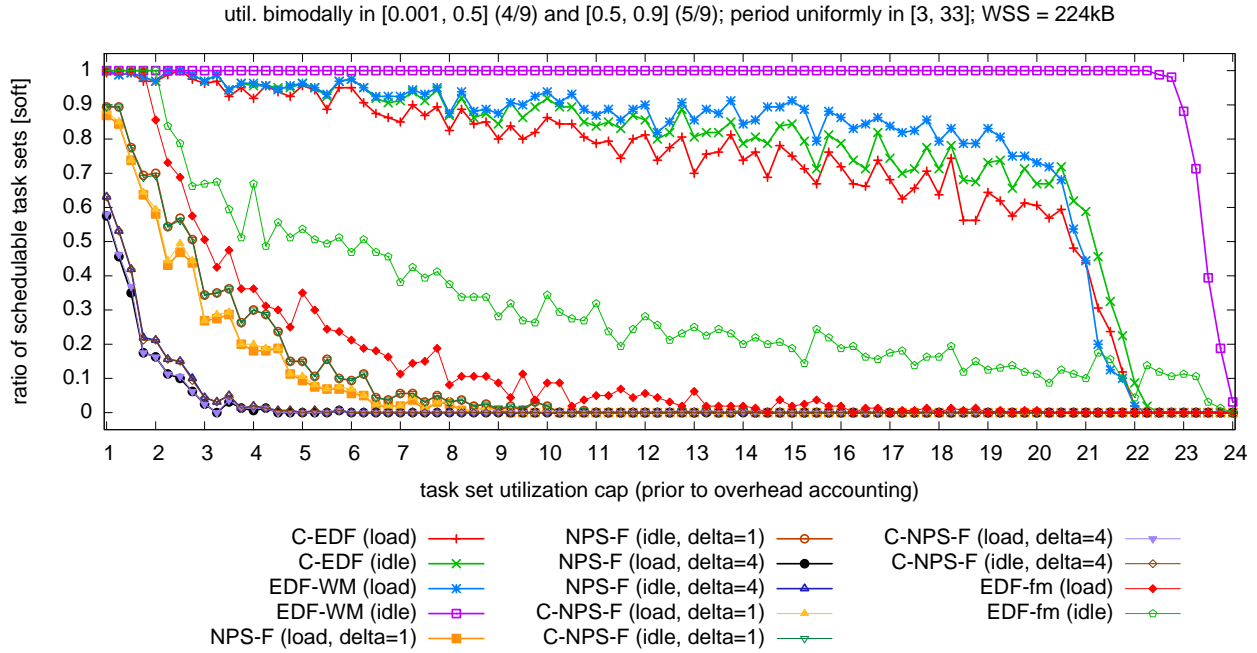 util. bimodally in [0.001, 0.5] (4/9) and [0.5, 0.9] (5/9); period uniformly in [3, 33]; WSS = 224kB
ratio of schedulable task sets [soft]
1
0.9
0.8
0.7
0.6
0.5
0.4
0.3
0.2
0.1
0
1 2 3 4 5 6 7 8 9 10 11 12 13 14 15 16 17 18 19 20 21 22 23 24
task set utilization cap (prior to overhead accounting)
C-EDF (load) NPS-F (idle, delta=1) C-NPS-F (load, delta=4)
C-EDF (idle) NPS-F (load, delta=4) C-NPS-F (idle, delta=4)
EDF-WM (load) NPS-F (idle, delta=4) EDF-fm (load)
EDF-WM (idle) C-NPS-F (load, delta=1) EDF-fm (idle)
NPS-F (load, delta=1) C-NPS-F (idle, delta=1)